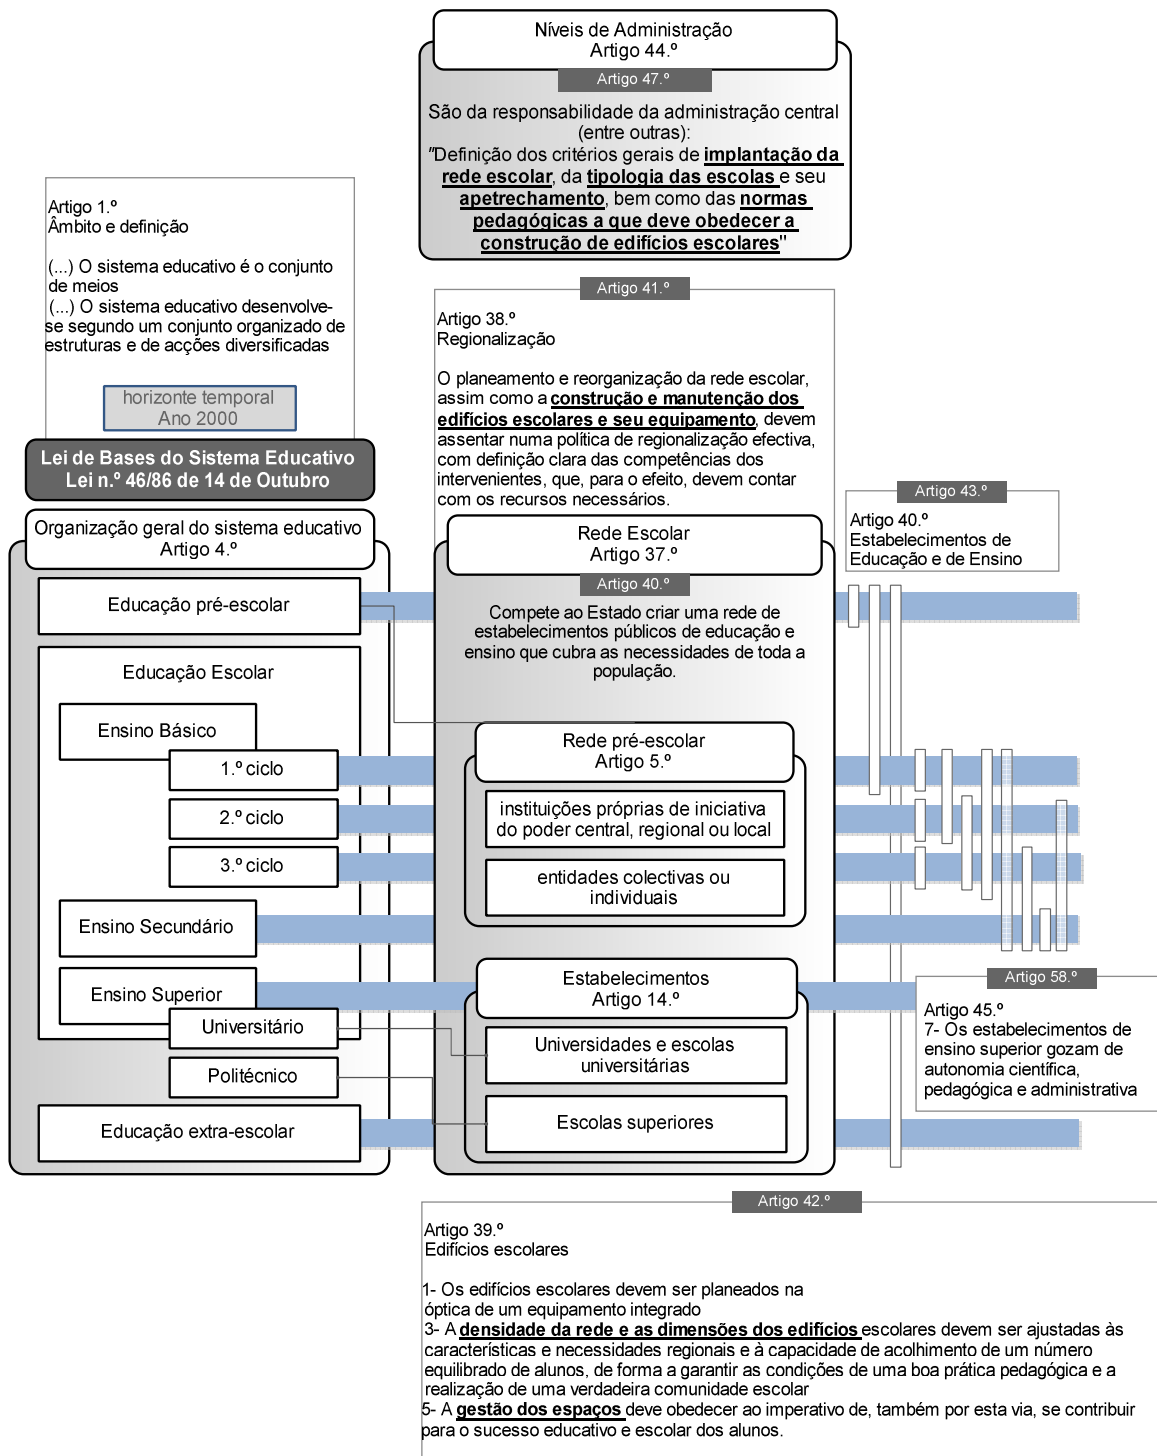 Níveis de Administração
Artigo 44.º
Artigo 47.º
São da responsabilidade da administração central
(entre outras):
"Definição dos critérios gerais de implantação da
rede escolar, da tipologia das escolas e seu
apetrechamento, bem como das normas
pedagógicas a que deve obedecer a
construção de edifícios escolares"
Artigo 1.º
Âmbito e definição
(...) O sistema educativo é o conjunto
de meios
(...) O sistema educativo desenvolve-
se segundo um conjunto organizado de
estruturas e de acções diversificadas
horizonte temporal
Ano 2000
Lei de Bases do Sistema Educativo
Lei n.º 46/86 de 14 de Outubro
Organização geral do sistema educativo
Artigo 4.º
Educação pré-escolar
Educação Escolar
Ensino Básico
1.º ciclo
2.º ciclo
3.º ciclo
Ensino Secundário
Ensino Superior
Universitário
Politécnico
Educação extra-escolar
Artigo 41.º
Artigo 38.º
Regionalização
O planeamento e reorganização da rede escolar,
assim como a construção e manutenção dos
edifícios escolares e seu equipamento, devem
assentar numa política de regionalização efectiva,
com definição clara das competências dos
intervenientes, que, para o efeito, devem contar
com os recursos necessários.
Rede Escolar
Artigo 37.º
Artigo 40.º
Compete ao Estado criar uma rede de
estabelecimentos públicos de educação e
ensino que cubra as necessidades de toda a
população.
Rede pré-escolar
Artigo 5.º
instituições próprias de iniciativa
do poder central, regional ou local
entidades colectivas ou
individuais
Estabelecimentos
Artigo 14.º
Universidades e escolas
universitárias
Escolas superiores
Artigo 43.º
Artigo 40.º
Estabelecimentos de
Educação e de Ensino
Artigo 58.º
Artigo 45.º
7- Os estabelecimentos de
ensino superior gozam de
autonomia científica,
pedagógica e administrativa
Artigo 42.º
Artigo 39.º
Edifícios escolares
1- Os edifícios escolares devem ser planeados na
óptica de um equipamento integrado
3- A densidade da rede e as dimensões dos edifícios escolares devem ser ajustadas às
características e necessidades regionais e à capacidade de acolhimento de um número
equilibrado de alunos, de forma a garantir as condições de uma boa prática pedagógica e a
realização de uma verdadeira comunidade escolar
5- A gestão dos espaços deve obedecer ao imperativo de, também por esta via, se contribuir
para o sucesso educativo e escolar dos alunos.